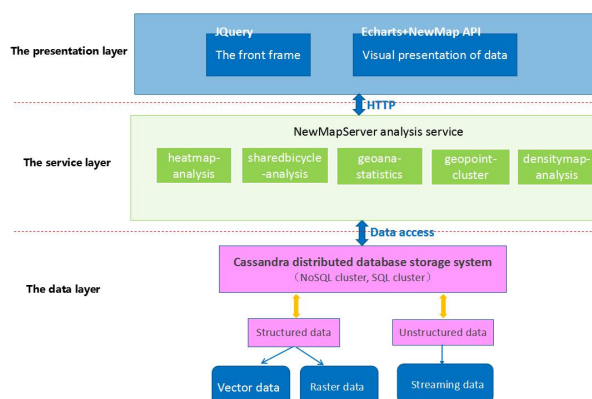 JQuery
Echarts+NewMap API
The presentation layer
The front frame
Visual presentation of data
HTTP
NewMapServer analysis service
The service layer
heatmap-
analysis
sharedbicycle
-analysis
geoana-
statistics
geopoint-
cluster
densitymap-
analysis
Data access
Cassandra distributed database storage system
（NoSQL cluster, SQL cluster）
The data layer
Structured data
Unstructured data
Vector data
Raster data
Streaming data